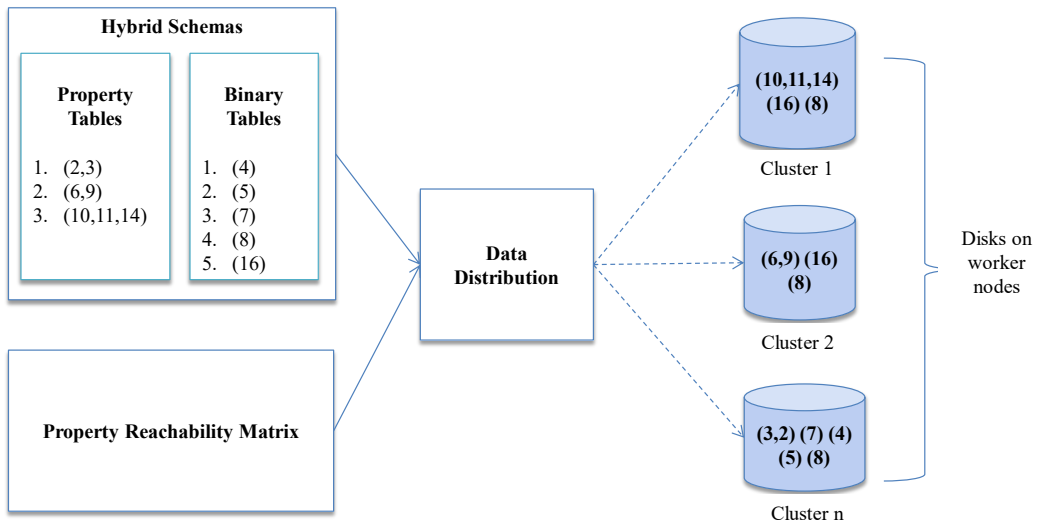 Hybrid Schemas
Property
Tables
1. (2,3)
2. (6,9)
3. (10,11,14)
Binary
Tables
1. (4)
2. (5)
3. (7)
4. (8)
5. (16)
Property Reachability Matrix
Data
Distribution
(10,11,14)
(16) (8)
Cluster 1
(6,9) (16)
(8)
Cluster 2
(3,2) (7) (4)
(5) (8)
Cluster n
Disks on
worker
nodes